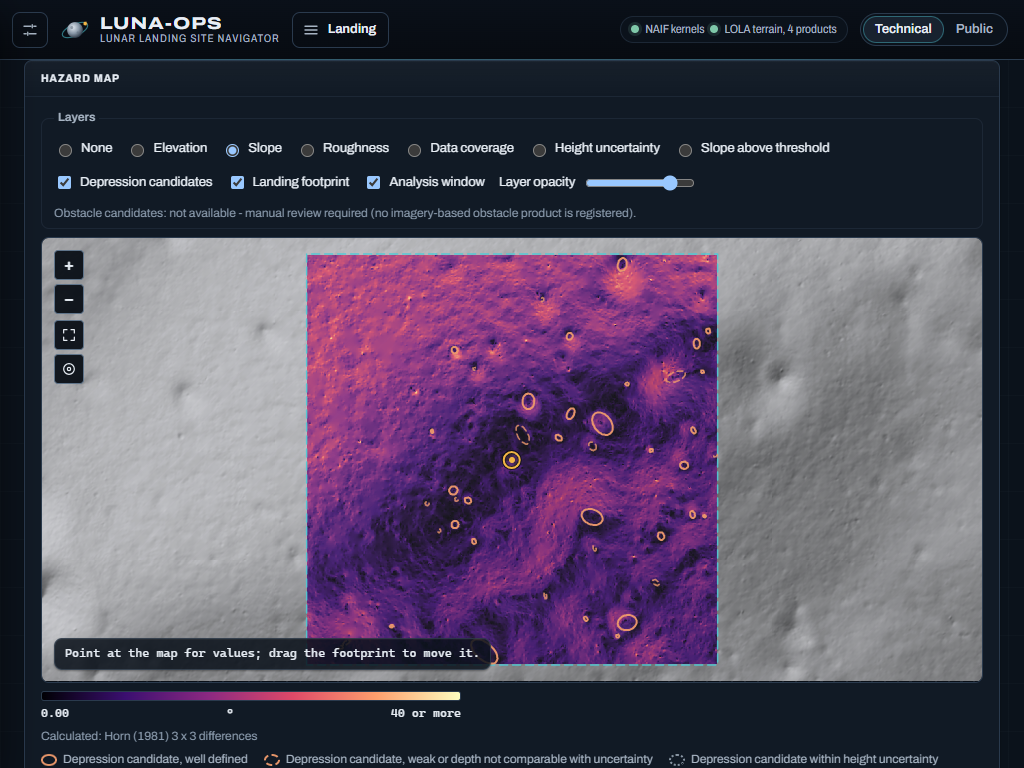 LUNA-OPS
LUNAR LANDING SITE NAVIGATOR
Landing
NAIF kernels LOLA terrain, 4 products
Technical Public
HAZARD MAP
Layers
None Elevation Slope Roughness Data coverage Height uncertainty Slope above threshold
Depression candidates Landing footprint Analysis window Layer opacity
Obstacle candidates: not available - manual review required (no imagery-based obstacle product is registered).
+
−
Point at the map for values; drag the footprint to move it.
0.00 ° 40 or more
Calculated: Horn (1981) 3 x 3 differences
Depression candidate, well defined Depression candidate, weak or depth not comparable with uncertainty Depression candidate within height uncertainty